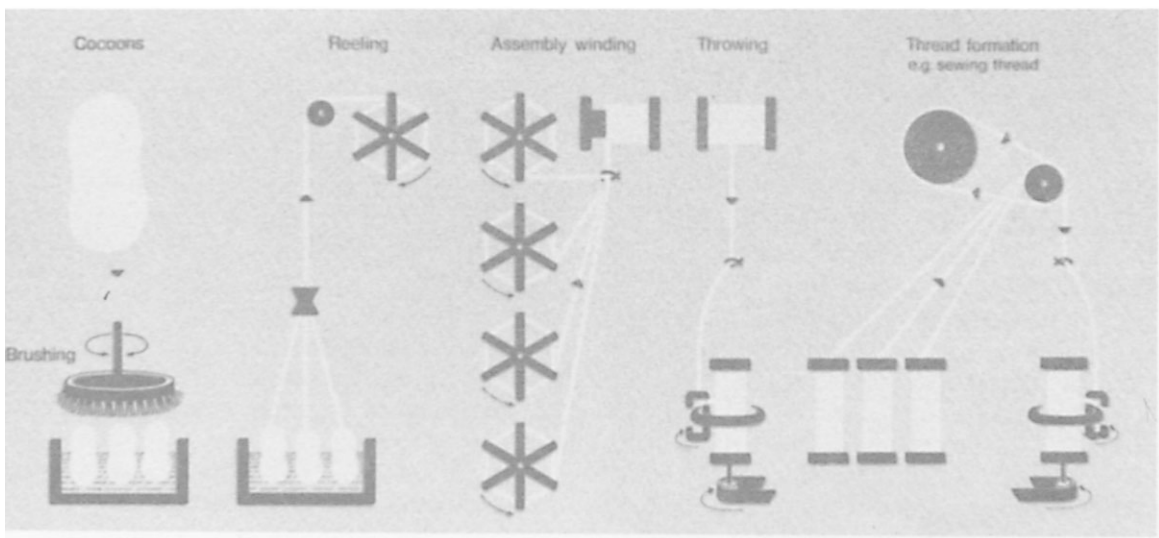 Cocoons
Reeling
Assembly winding
Throwing
Thread formation
e.g. sewing thread
Brushing